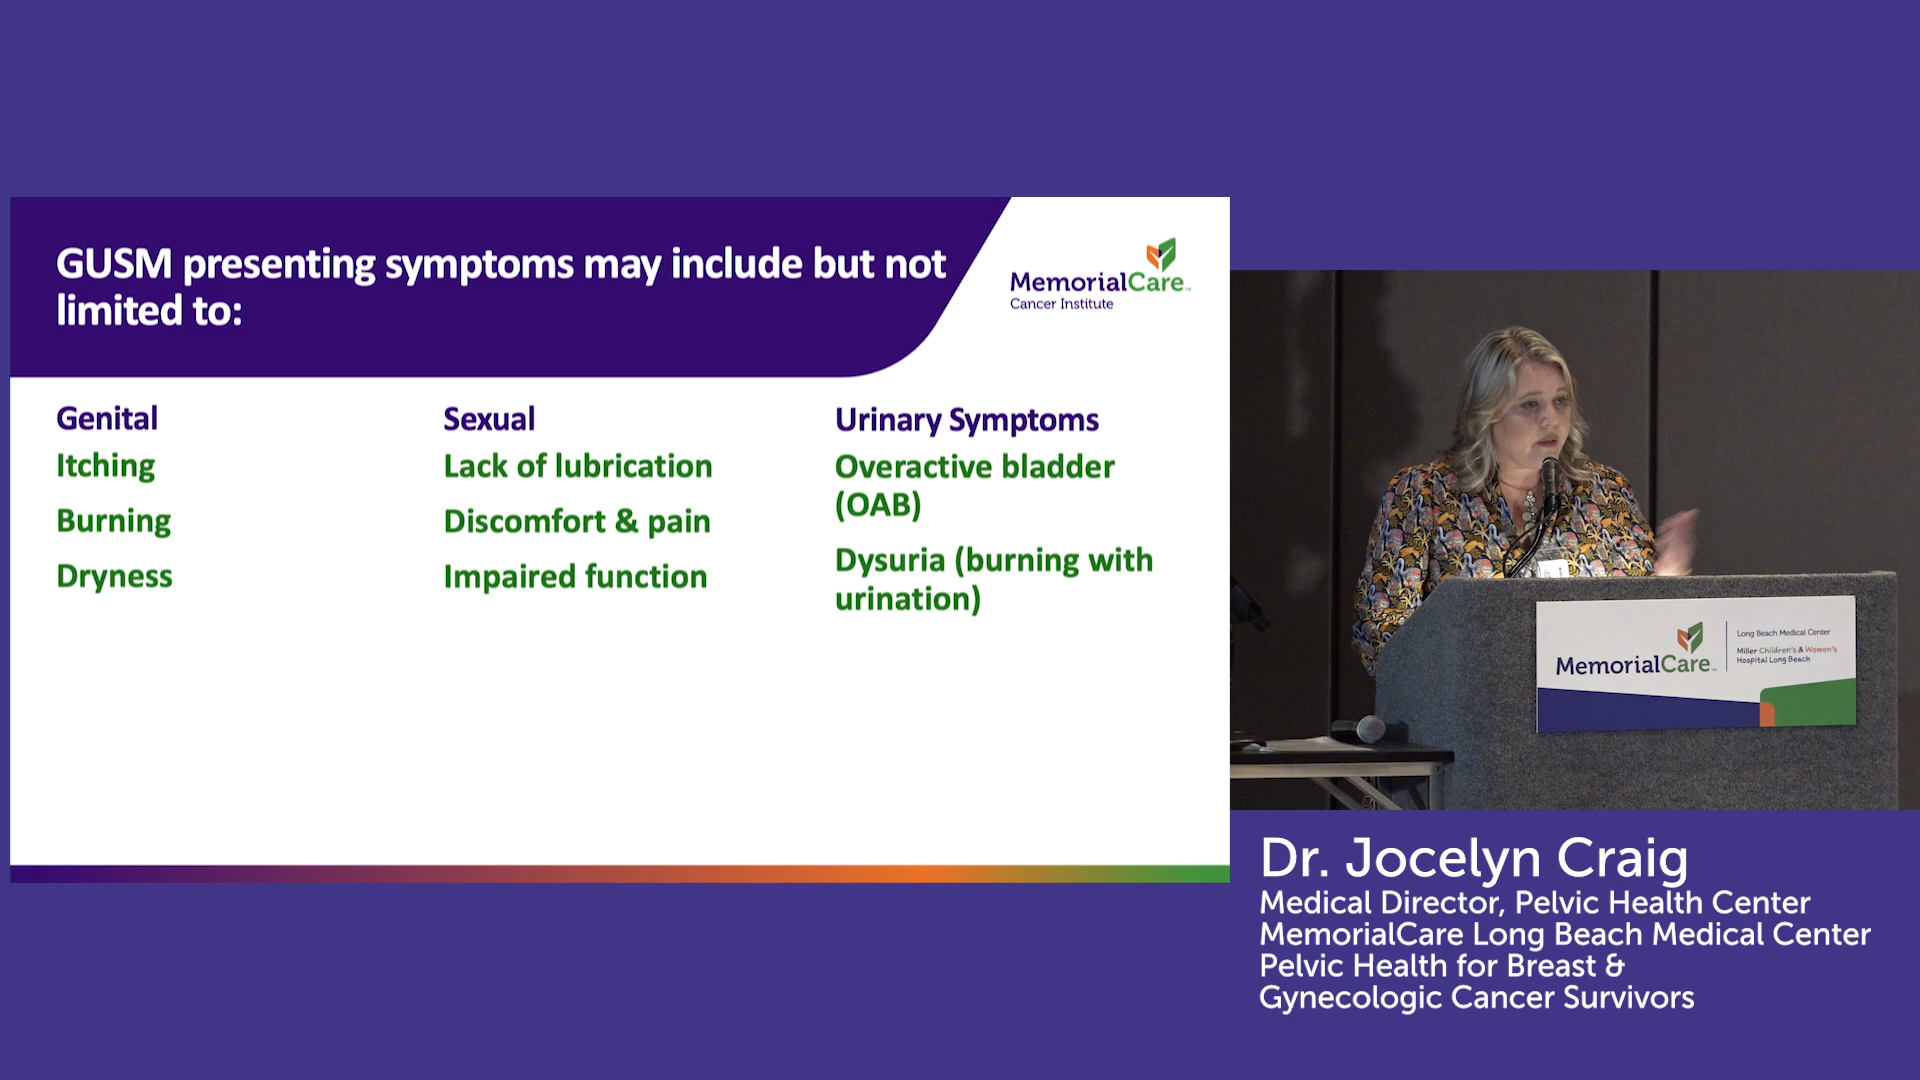 GUSM presenting symptoms may include but not
limited to:
MemorialCare™
Cancer Institute
Genital
Itching
Burning
Dryness
Sexual
Lack of lubrication
Discomfort & pain
Impaired function
Urinary Symptoms
Overactive bladder
(OAB)
Dysuria (burning with
urination)
MemorialCare™
Long Beach Medical Center
Miller Children's & Women's
Hospital Long Beach
Dr. Jocelyn Craig
Medical Director, Pelvic Health Center
MemorialCare Long Beach Medical Center
Pelvic Health for Breast &
Gynecologic Cancer Survivors